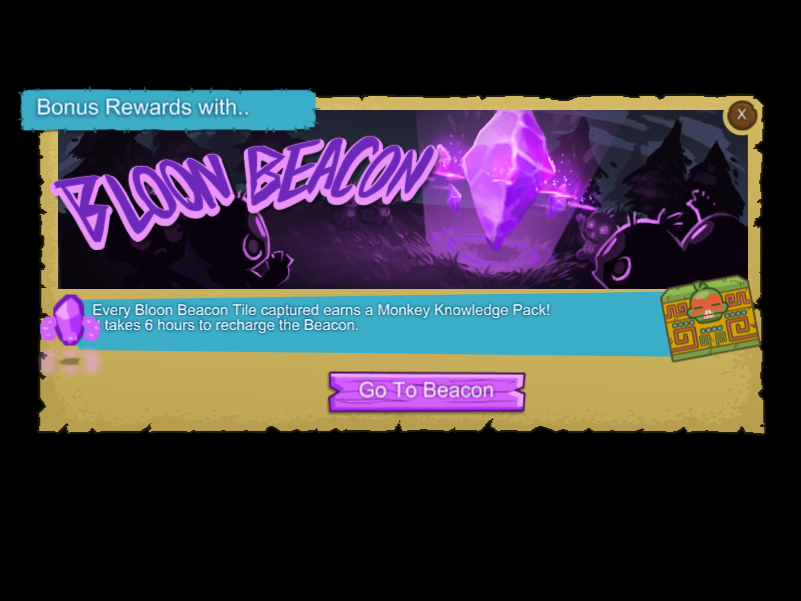 Bonus Rewards with..
X
BLOON BEACON
Every Bloon Beacon Tile captured earns a Monkey Knowledge Pack!
takes 6 hours to recharge the Beacon.
Go To Beacon